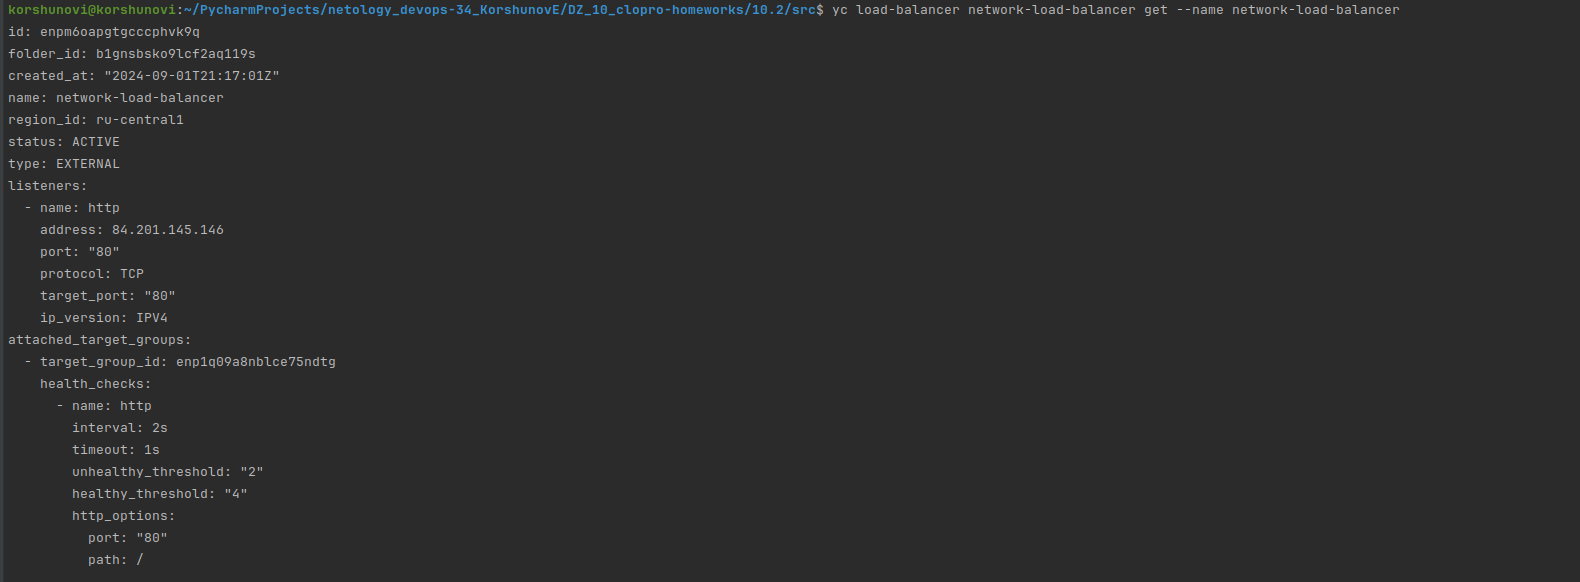 korshunovi@korshunovi:~/PycharmProjects/netology_devops-34_KorshunovE/DZ_10_clopro-homeworks/10.2/src$ yc load-balancer network-load-balancer get --name network-load-balancer
id: enpm6oapgtgcccphvk9q
folder_id: b1gnsbsko9lcf2aq119s
created_at: "2024-09-01T21:17:01Z"
name: network-load-balancer
region_id: ru-central1
status: ACTIVE
type: EXTERNAL
listeners:
  - name: http
    address: 84.201.145.146
    port: "80"
    protocol: TCP
    target_port: "80"
    ip_version: IPV4
attached_target_groups:
  - target_group_id: enp1q09a8nblce75ndtg
    health_checks:
      - name: http
        interval: 2s
        timeout: 1s
        unhealthy_threshold: "2"
        healthy_threshold: "4"
        http_options:
          port: "80"
          path: /